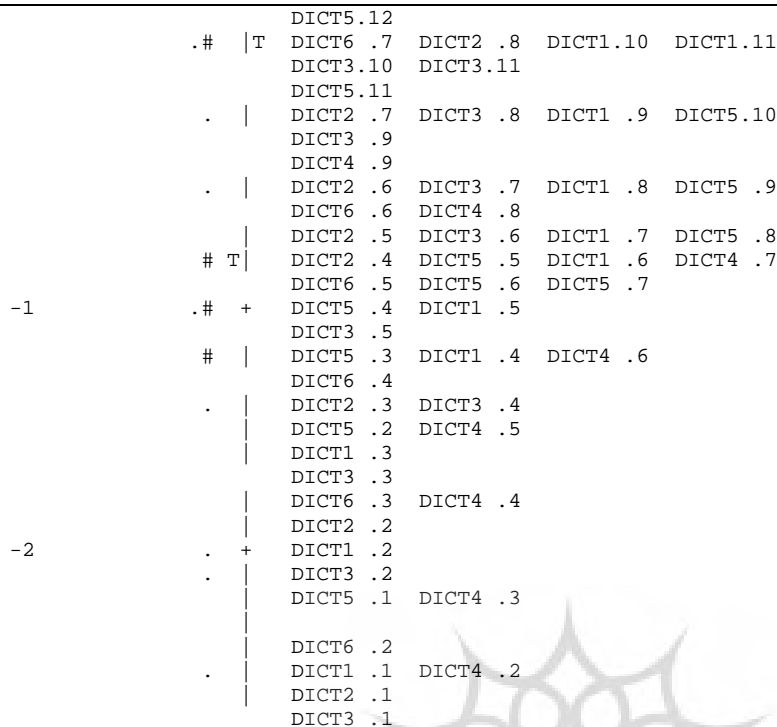 DICT5.12
.# |T DICT6 .7 DICT2 .8 DICT1.10 DICT1.11
DICT3.10 DICT3.11
DICT5.11
. | DICT2 .7 DICT3 .8 DICT1 .9 DICT5.10
DICT3 .9
DICT4 .9
. | DICT2 .6 DICT3 .7 DICT1 .8 DICT5 .9
DICT6 .6 DICT4 .8
| DICT2 .5 DICT3 .6 DICT1 .7 DICT5 .8
# T| DICT2 .4 DICT5 .5 DICT1 .6 DICT4 .7
DICT6 .5 DICT5 .6 DICT5 .7
-1 .# + DICT5 .4 DICT1 .5
DICT3 .5
# | DICT5 .3 DICT1 .4 DICT4 .6
DICT6 .4
. | DICT2 .3 DICT3 .4
| DICT5 .2 DICT4 .5
| DICT1 .3
DICT3 .3
| DICT6 .3 DICT4 .4
| DICT2 .2
-2 . + DICT1 .2
. | DICT3 .2
| DICT5 .1 DICT4 .3
|
| DICT6 .2
. | DICT1 .1 DICT4 .2
| DICT2 .1
DICT3 .1